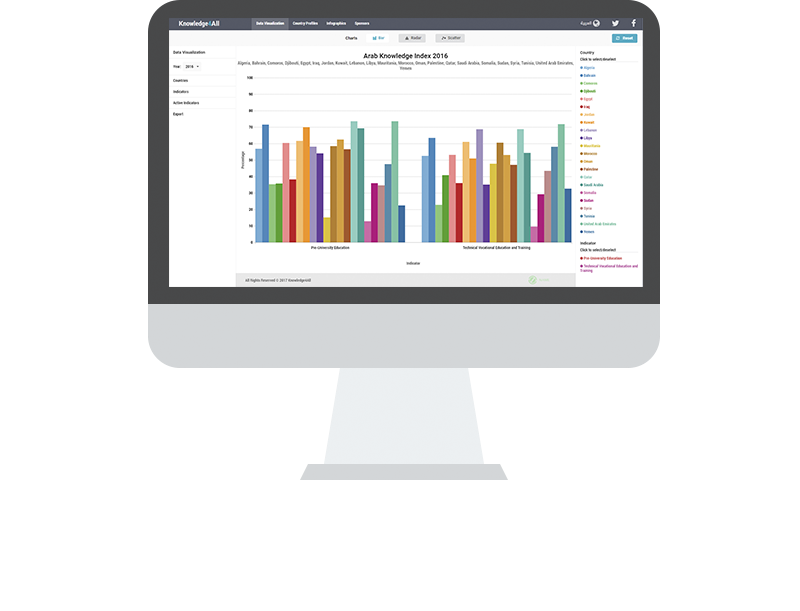 Knowledge4All
Data Visualization Country Profiles Infographics Sponsors
العربية
Charts Bar Radar Scatter
Reset
Data Visualization
Year: 2016
Countries
Indicators
Active Indicators
Export
Arab Knowledge Index 2016
Algeria, Bahrain, Comoros, Djibouti, Egypt, Iraq, Jordan, Kuwait, Lebanon, Libya, Mauritania, Morocco, Oman, Palestine, Qatar, Saudi Arabia, Somalia, Sudan, Syria, Tunisia, United Arab Emirates,
Yemen
100
90
80
70
60
50
40
30
20
10
0
Percentage
Pre-University Education
Technical Vocational Education and Training
Indicator
Country
Click to select/deselect
Algeria
Bahrain
Comoros
Djibouti
Egypt
Iraq
Jordan
Kuwait
Lebanon
Libya
Mauritania
Morocco
Oman
Palestine
Qatar
Saudi Arabia
Somalia
Sudan
Syria
Tunisia
United Arab Emirates
Yemen
Indicator
Click to select/deselect
Pre-University Education
Technical Vocational Education and
Training
All Rights Reserved © 2017 Knowledge4All